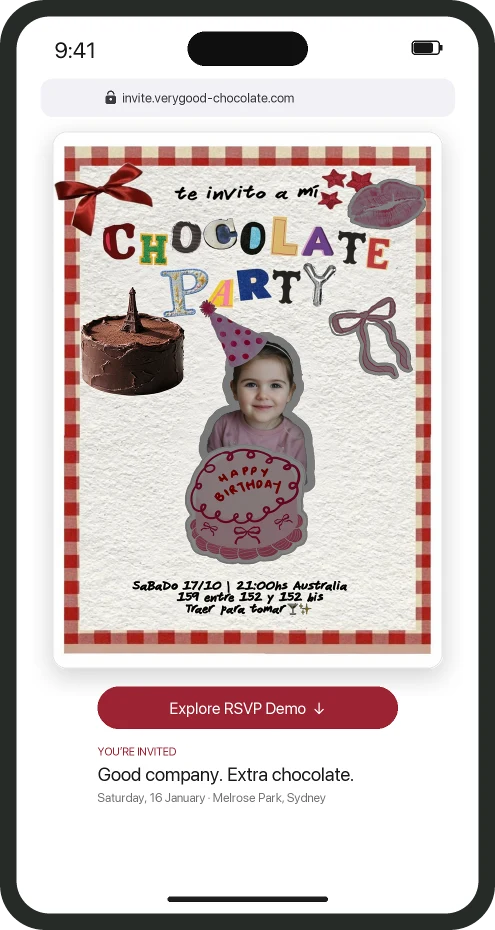 9:41
invite.verygood-chocolate.com
te invito a mí
CHOCOLATE
PARTY
HAPPY
BIRTHDAY
SaBaDo 17/10 | 21:00hs Australia
159 entre 152 y 152 bis
Traer para tomar🍸✨
Explore RSVP Demo ↓
YOU'RE INVITED
Good company. Extra chocolate.
Saturday, 16 January · Melrose Park, Sydney